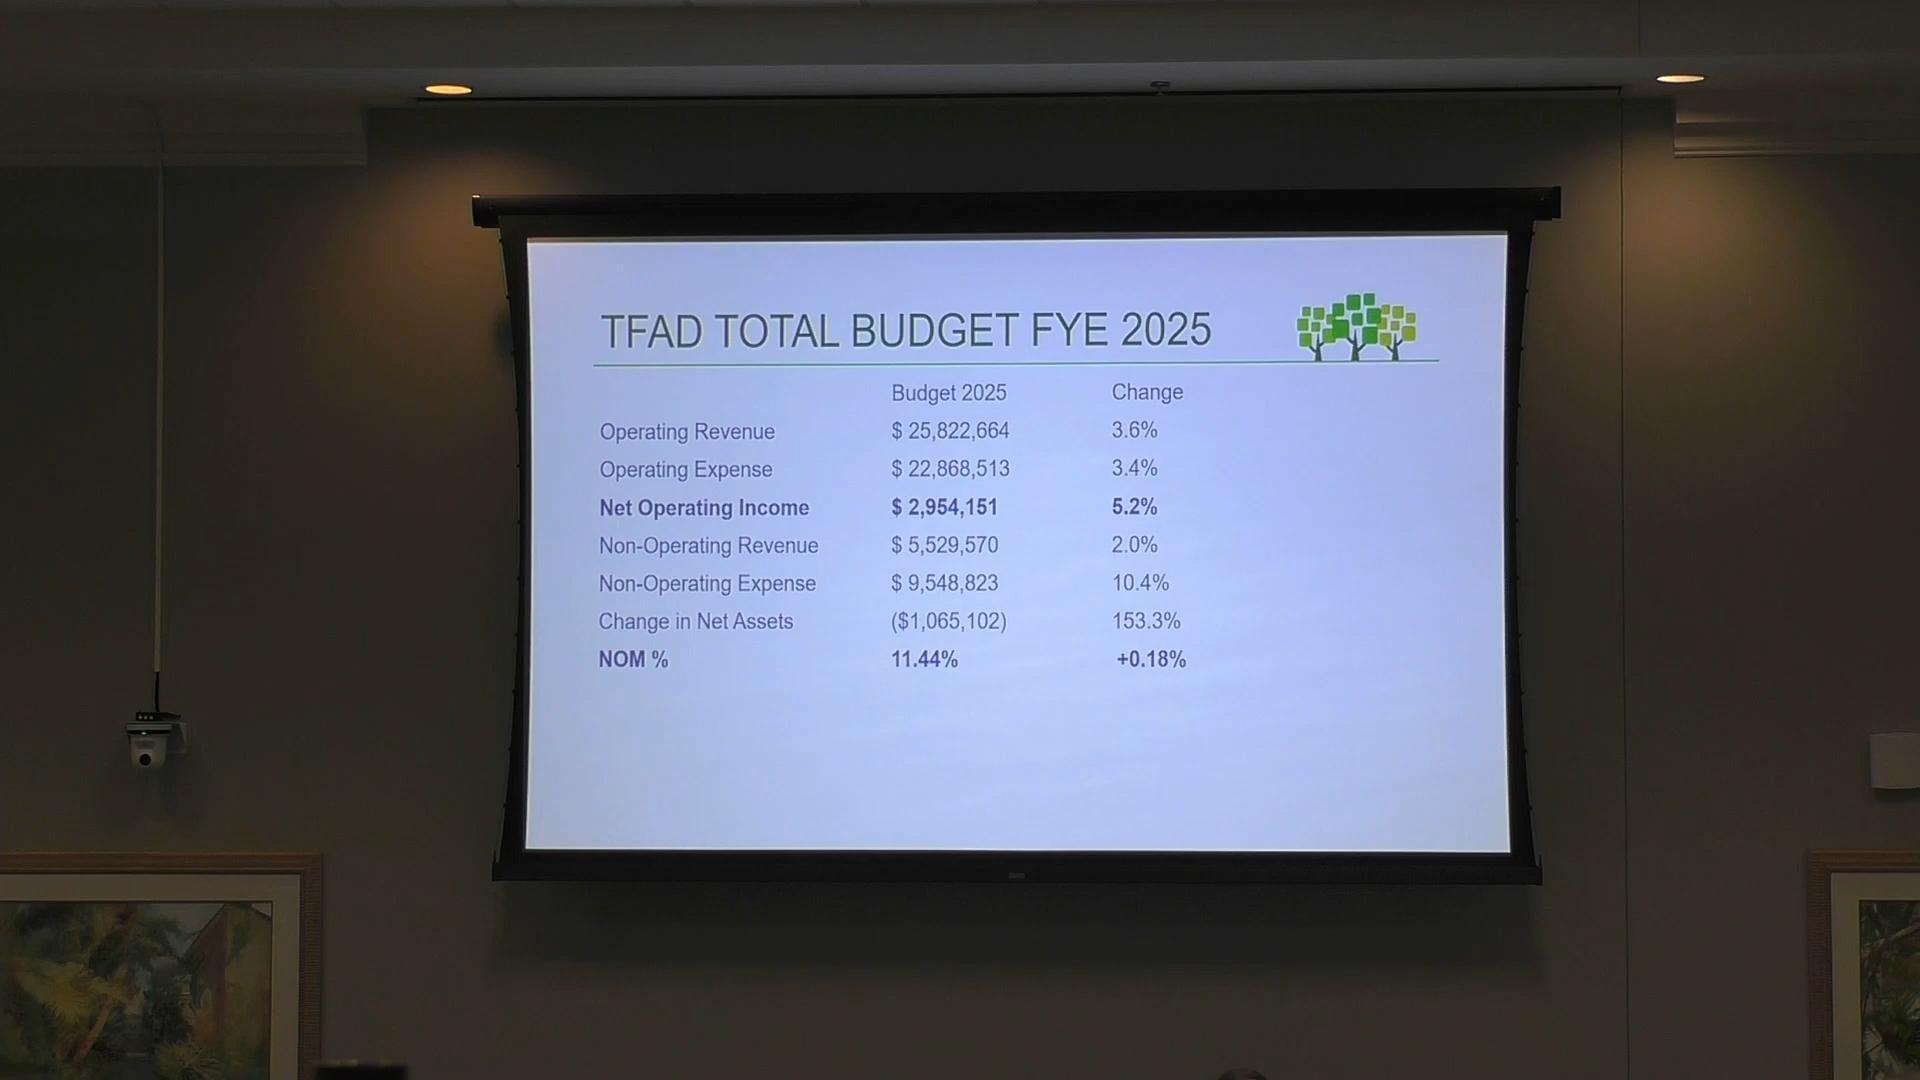 TFAD TOTAL BUDGET FYE 2025
Budget 2025 Change
Operating Revenue $ 25,822,664 3.6%
Operating Expense $ 22,868,513 3.4%
Net Operating Income $ 2,954,151 5.2%
Non-Operating Revenue $ 5,529,570 2.0%
Non-Operating Expense $ 9,548,823 10.4%
Change in Net Assets ($1,065,102) 153.3%
NOM % 11.44% +0.18%